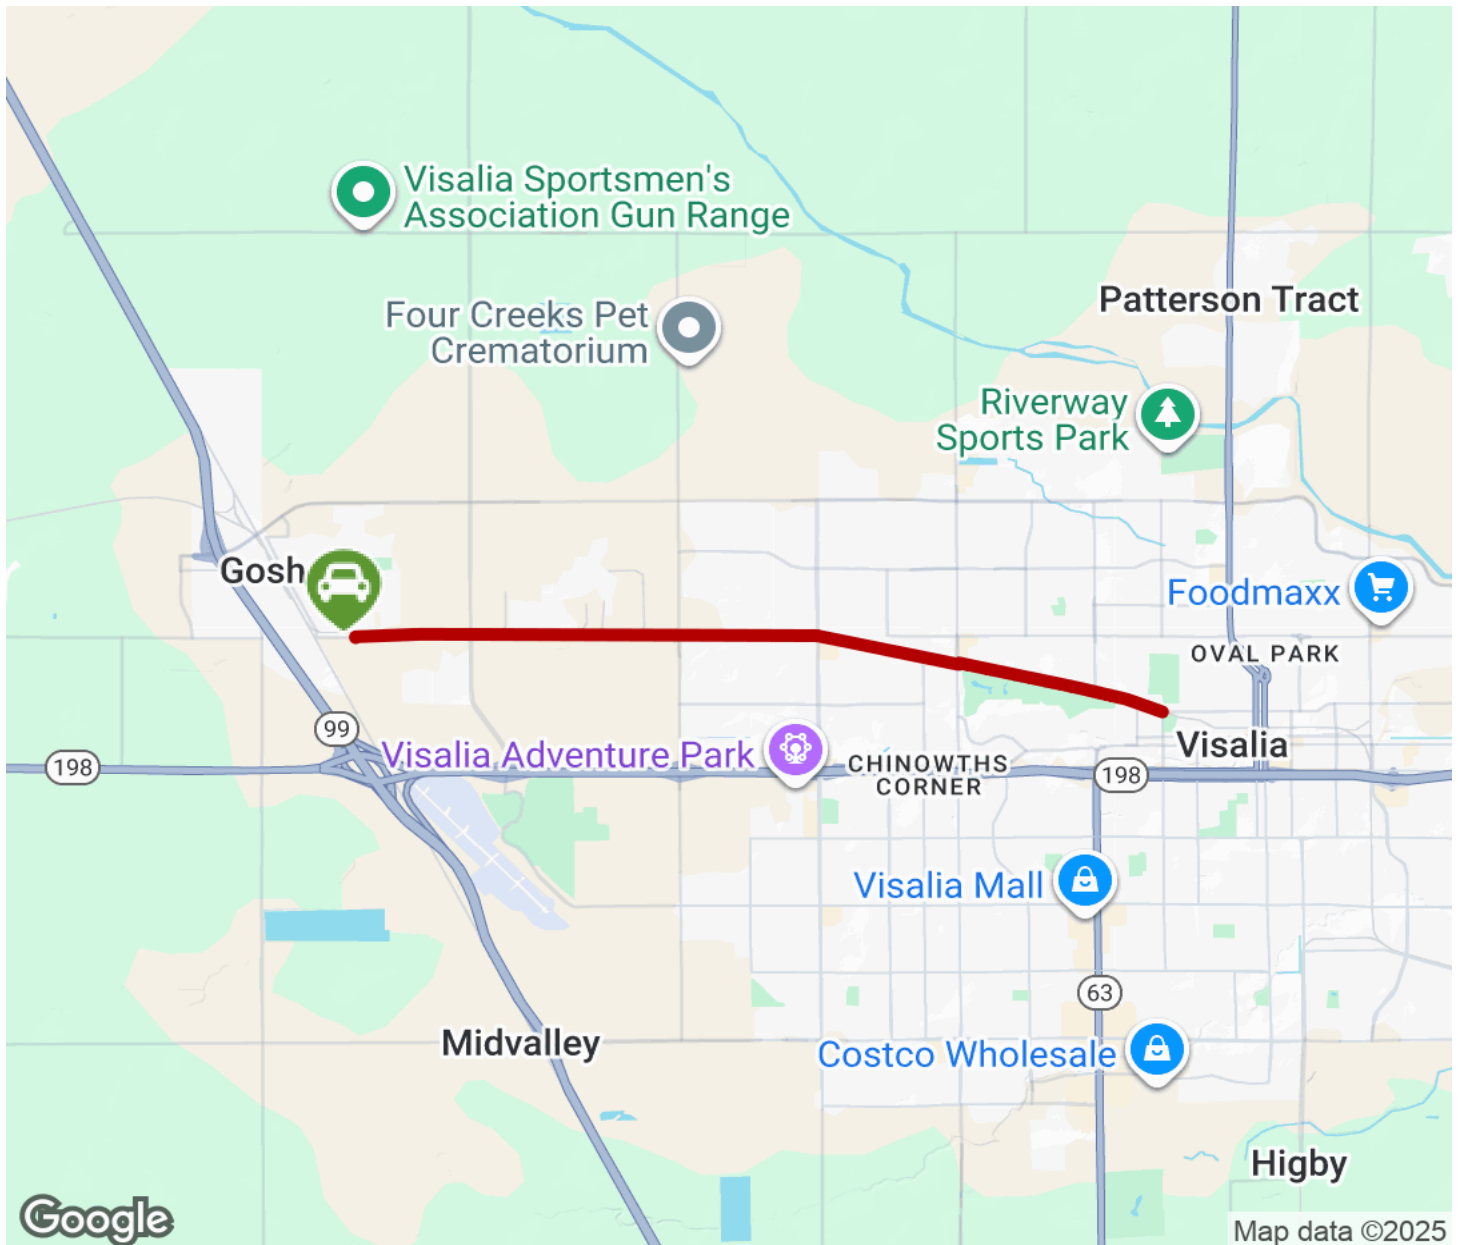 Visalia Sportsmen's
Association Gun Range
Patterson Tract
Four Creeks Pet
Crematorium
Riverway
Sports Park
Gosh
Foodmaxx
OVAL PARK
99
Visalia
Visalia Adventure Park
198
CHINOWTHS
CORNER
198
Visalia Mall
63
Midvalley
Costco Wholesale
Higby
Google
Map data ©2025